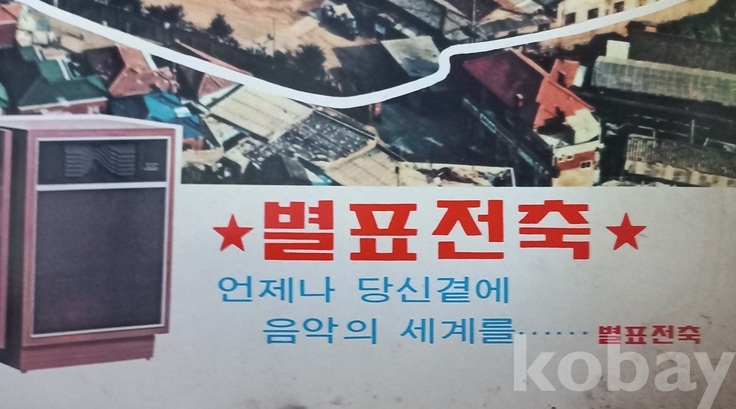 ★별표전축★
언제나 당신곁에
음악의 세계를······ 별표전축
kobay